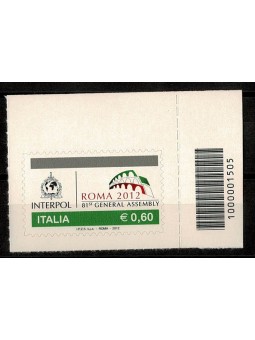 ROMA 2012
INTERPOL 81ST GENERAL ASSEMBLY
ITALIA € 0,60
1000001505